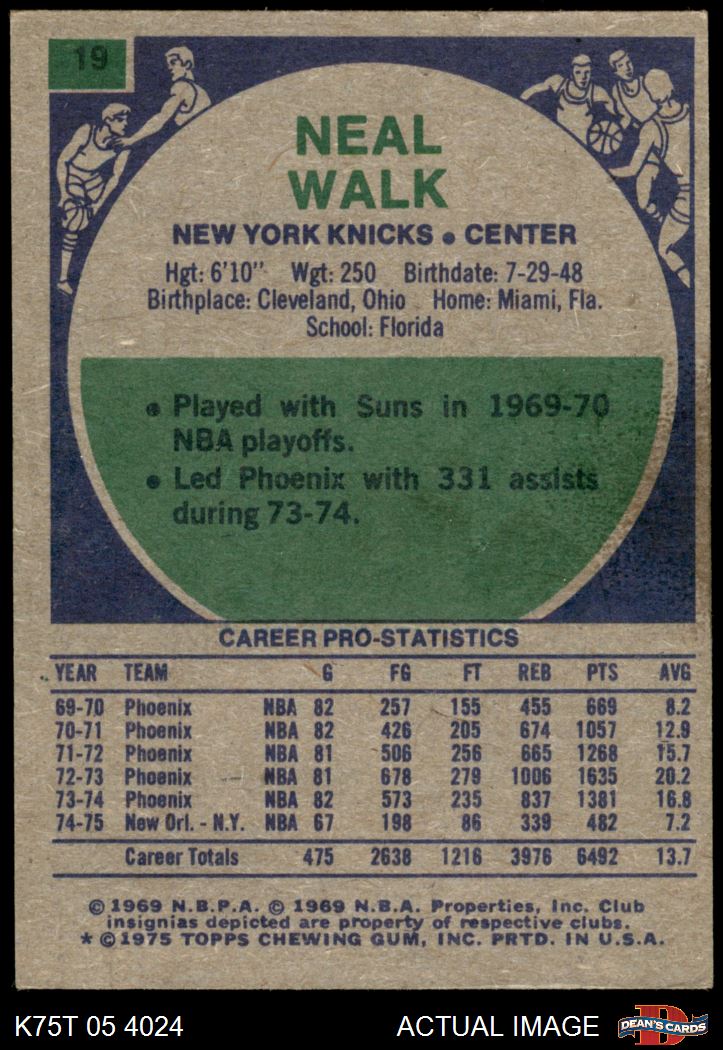 19
NEAL
WALK
NEW YORK KNICKS • CENTER
Hgt: 6'10" Wgt: 250 Birthdate: 7-29-48
Birthplace: Cleveland, Ohio Home: Miami, Fla.
School: Florida
• Played with Suns in 1969-70
NBA playoffs.
• Led Phoenix with 331 assists
during 73-74.
CAREER PRO-STATISTICS
YEAR TEAM G FG FT REB PTS AVG
69-70 Phoenix NBA 82 257 155 455 669 8.2
70-71 Phoenix NBA 82 426 205 674 1057 12.9
71-72 Phoenix NBA 81 506 256 665 1268 15.7
72-73 Phoenix NBA 81 678 279 1006 1635 20.2
73-74 Phoenix NBA 82 573 235 837 1381 16.8
74-75 New Orl. - N.Y. NBA 67 198 86 339 482 7.2
Career Totals 475 2638 1216 3976 6492 13.7
© 1969 N.B.P.A. © 1969 N.B.A. Properties, Inc. Club
insignias depicted are property of respective clubs.
* © 1975 TOPPS CHEWING GUM, INC. PRTD. IN U.S.A.
K75T 05 4024 ACTUAL IMAGE D DEAN'S CARDS